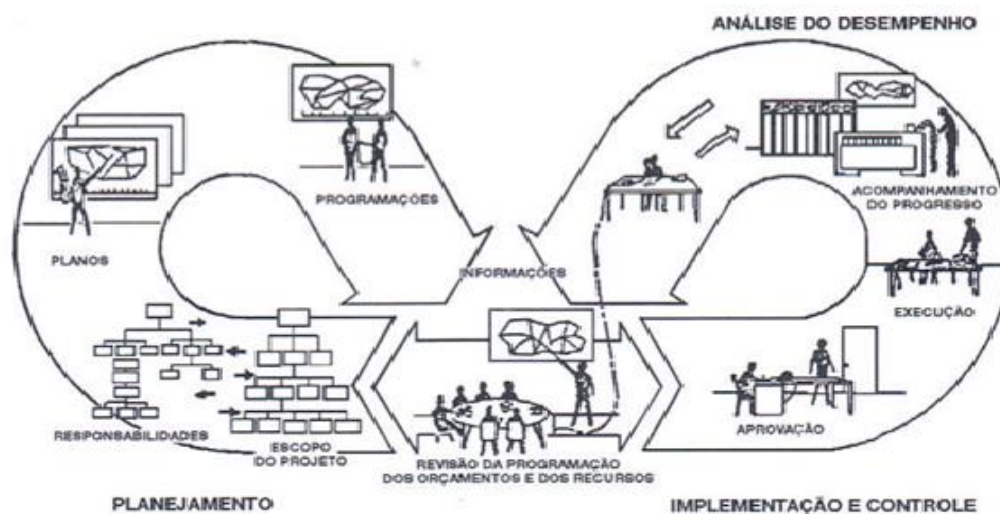 ANÁLISE DO DESEMPENHO
PROGRAMAÇÕES
PLANOS
ACOMPANHAMENTO
DO PROGRESSO
INFORMAÇÕES
EXECUÇÃO
RESPONSABILIDADES
ESCOPO
DO PROJETO
REVISÃO DA PROGRAMAÇÃO
DOS ORÇAMENTOS E DOS RECURSOS
APROVAÇÃO
PLANEJAMENTO
IMPLEMENTAÇÃO E CONTROLE